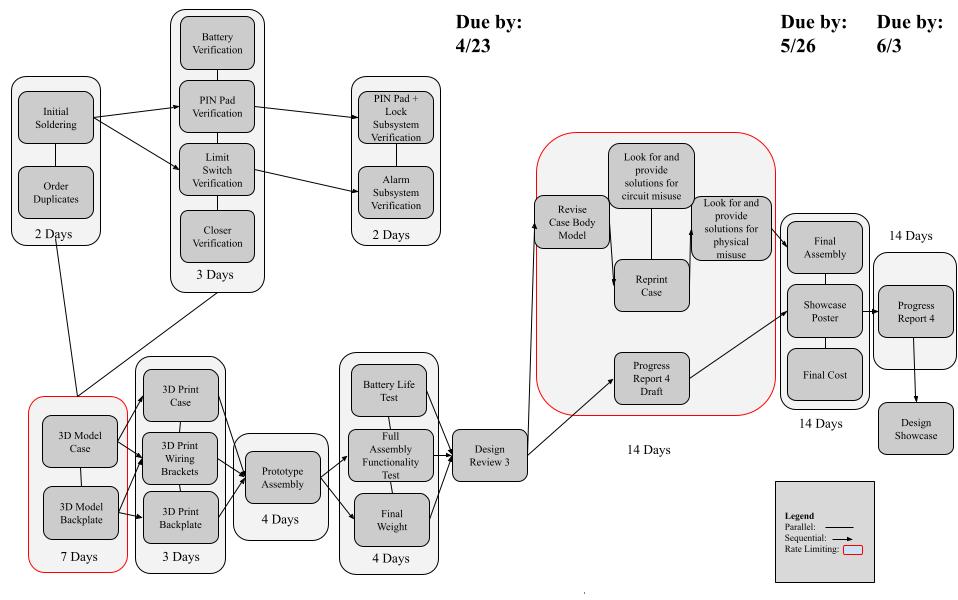 Due by:
4/23
Due by:
5/26
Due by:
6/3
Battery
Verification
PIN Pad
Verification
Limit
Switch
Verification
Closer
Verification
3 Days
Initial
Soldering
Order
Duplicates
2 Days
PIN Pad +
Lock
Subsystem
Verification
Alarm
Subsystem
Verification
2 Days
Look for and
provide
solutions for
circuit misuse
Revise
Case Body
Model
Look for and
provide
solutions for
physical
misuse
Reprint
Case
Progress
Report 4
Draft
14 Days
Final
Assembly
Showcase
Poster
Final Cost
14 Days
14 Days
Progress
Report 4
Design
Showcase
3D Model
Case
3D Model
Backplate
7 Days
3D Print
Case
3D Print
Wiring
Brackets
3D Print
Backplate
3 Days
Prototype
Assembly
4 Days
Battery Life
Test
Full
Assembly
Functionality
Test
Final
Weight
4 Days
Design
Review 3
Legend
Parallel:
Sequential:
Rate Limiting: